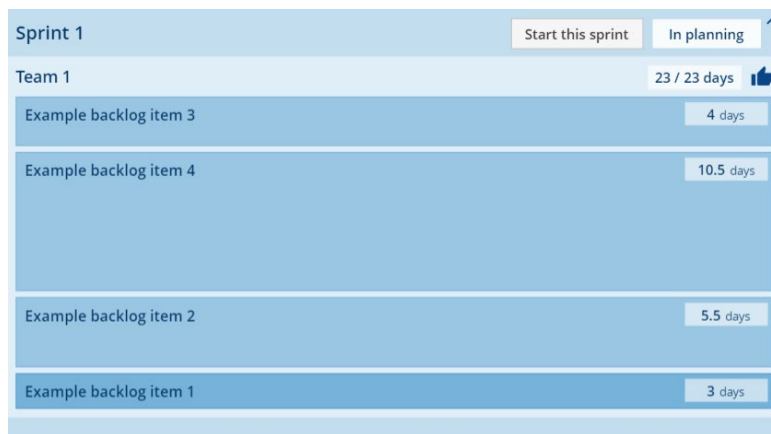 Sprint 1 Start this sprint In planning
Team 1 23 / 23 days
Example backlog item 3 4 days
Example backlog item 4 10.5 days
Example backlog item 2 5.5 days
Example backlog item 1 3 days